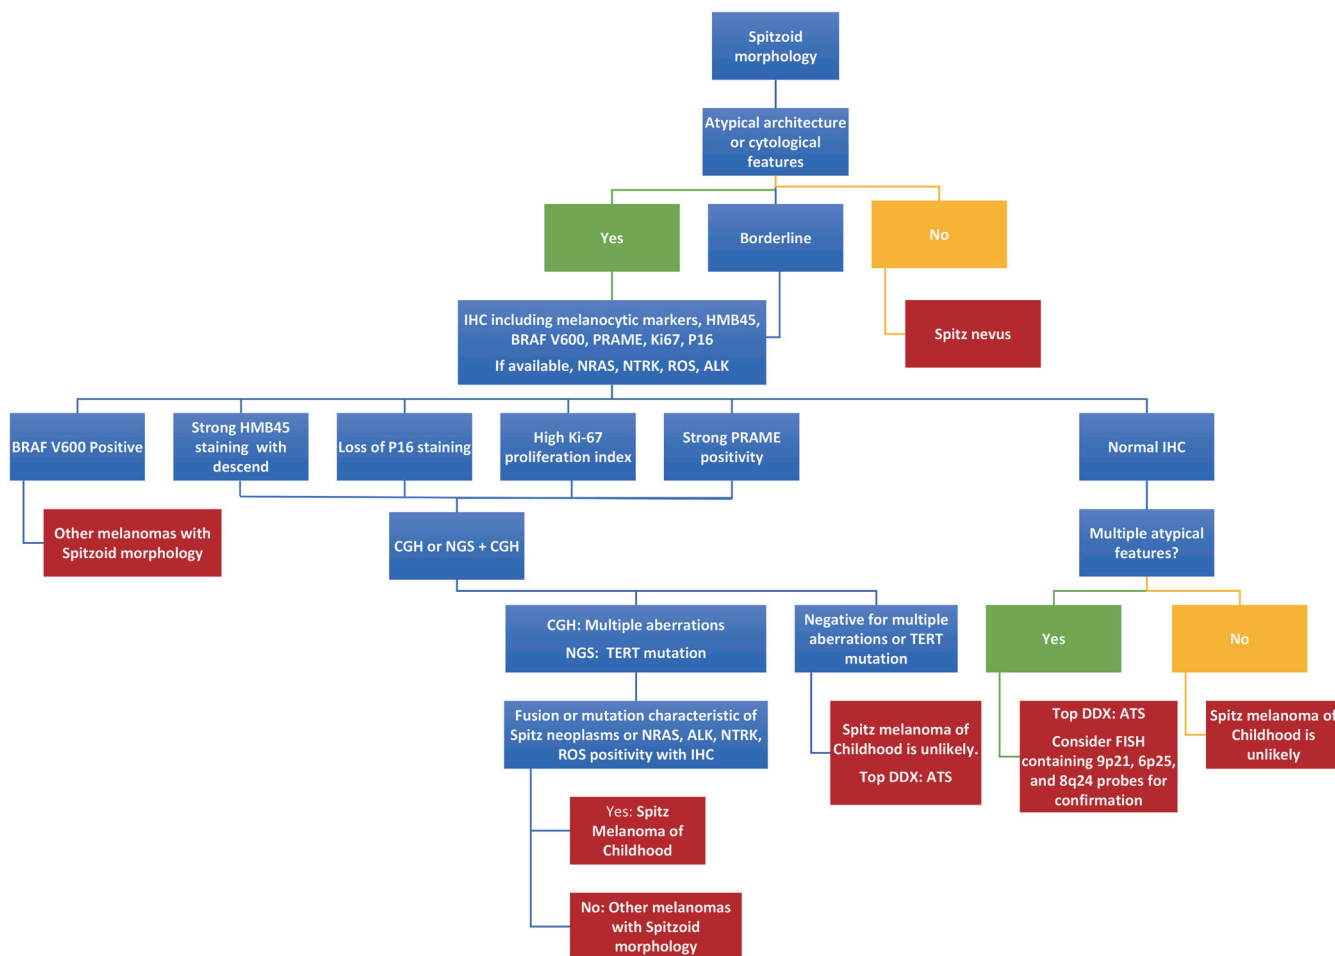 Spitzoid
morphology
Atypical architecture
or cytological
features
Yes
Borderline
No
IHC including melanocytic markers, HMB45,
BRAF V600, PRAME, Ki67, P16
If available, NRAS, NTRK, ROS, ALK
Spitz nevus
BRAF V600 Positive
Strong HMB45
staining with
descend
Loss of P16 staining
High Ki-67
proliferation index
Strong PRAME
positivity
Normal IHC
Other melanomas with
Spitzoid morphology
CGH or NGS + CGH
Multiple atypical
features?
CGH: Multiple aberrations
NGS: TERT mutation
Negative for multiple
aberrations or TERT
mutation
Yes
No
Fusion or mutation characteristic of
Spitz neoplasms or NRAS, ALK, NTRK,
ROS positivity with IHC
Spitz melanoma of
Childhood is unlikely.
Top DDX: ATS
Top DDX: ATS
Consider FISH
containing 9p21, 6p25,
and 8q24 probes for
confirmation
Spitz melanoma of
Childhood is
unlikely
Yes: Spitz
Melanoma of
Childhood
No: Other melanomas
with Spitzoid
morphology